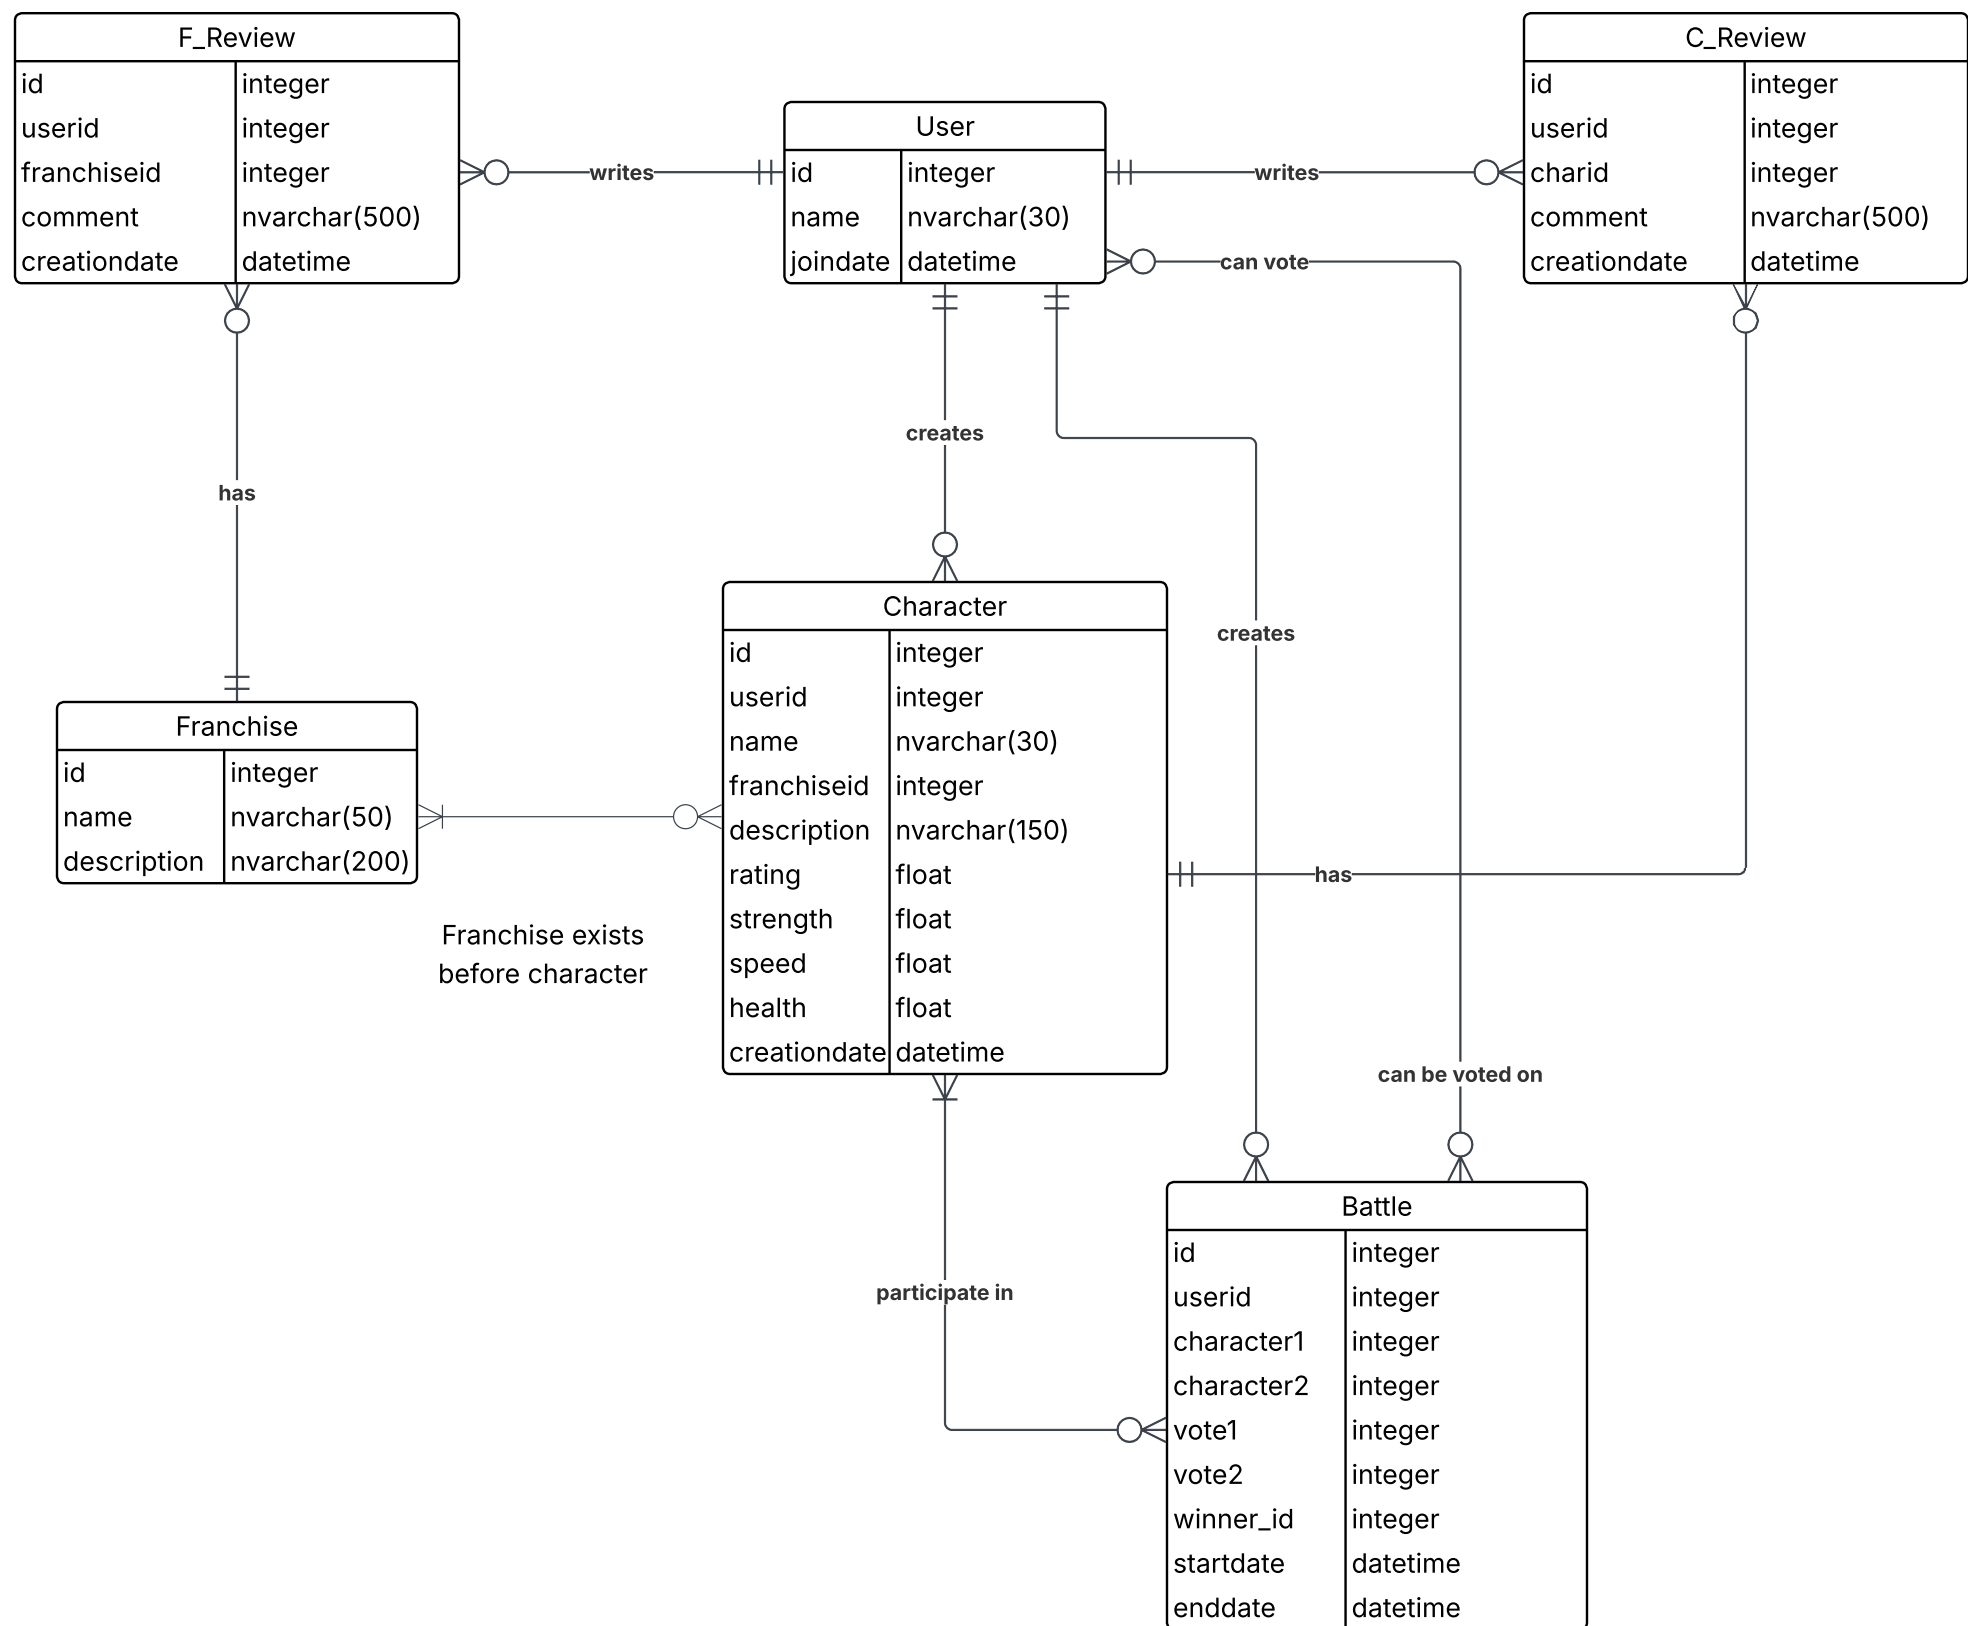 F_Review
id integer
userid integer
franchiseid integer
comment nvarchar(500)
creationdate datetime
writes
User
id integer
name nvarchar(30)
joindate datetime
writes
can vote
C_Review
id integer
userid integer
charid integer
comment nvarchar(500)
creationdate datetime
has
creates
creates
Franchise
id integer
name nvarchar(50)
description nvarchar(200)
Franchise exists
before character
Character
id integer
userid integer
name nvarchar(30)
franchiseid integer
description nvarchar(150)
rating float
strength float
speed float
health float
creationdate datetime
has
can be voted on
participate in
Battle
id integer
userid integer
character1 integer
character2 integer
vote1 integer
vote2 integer
winner_id integer
startdate datetime
enddate datetime